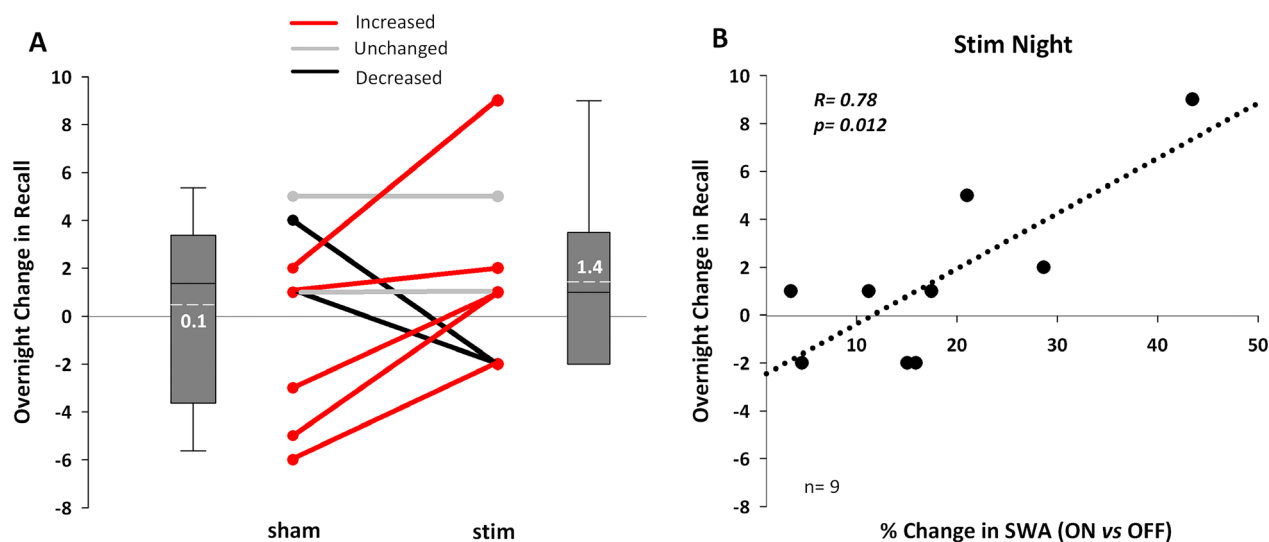 A
Increased
Unchanged
Decreased
Overnight Change in Recall
10
8
6
4
2
0
-2
-4
-6
-8
0.1
1.4
sham
stim
B
Stim Night
R= 0.78
p= 0.012
Overnight Change in Recall
10
8
6
4
2
0
-2
-4
-6
-8
10
20
30
40
50
n= 9
% Change in SWA (ON vs OFF)